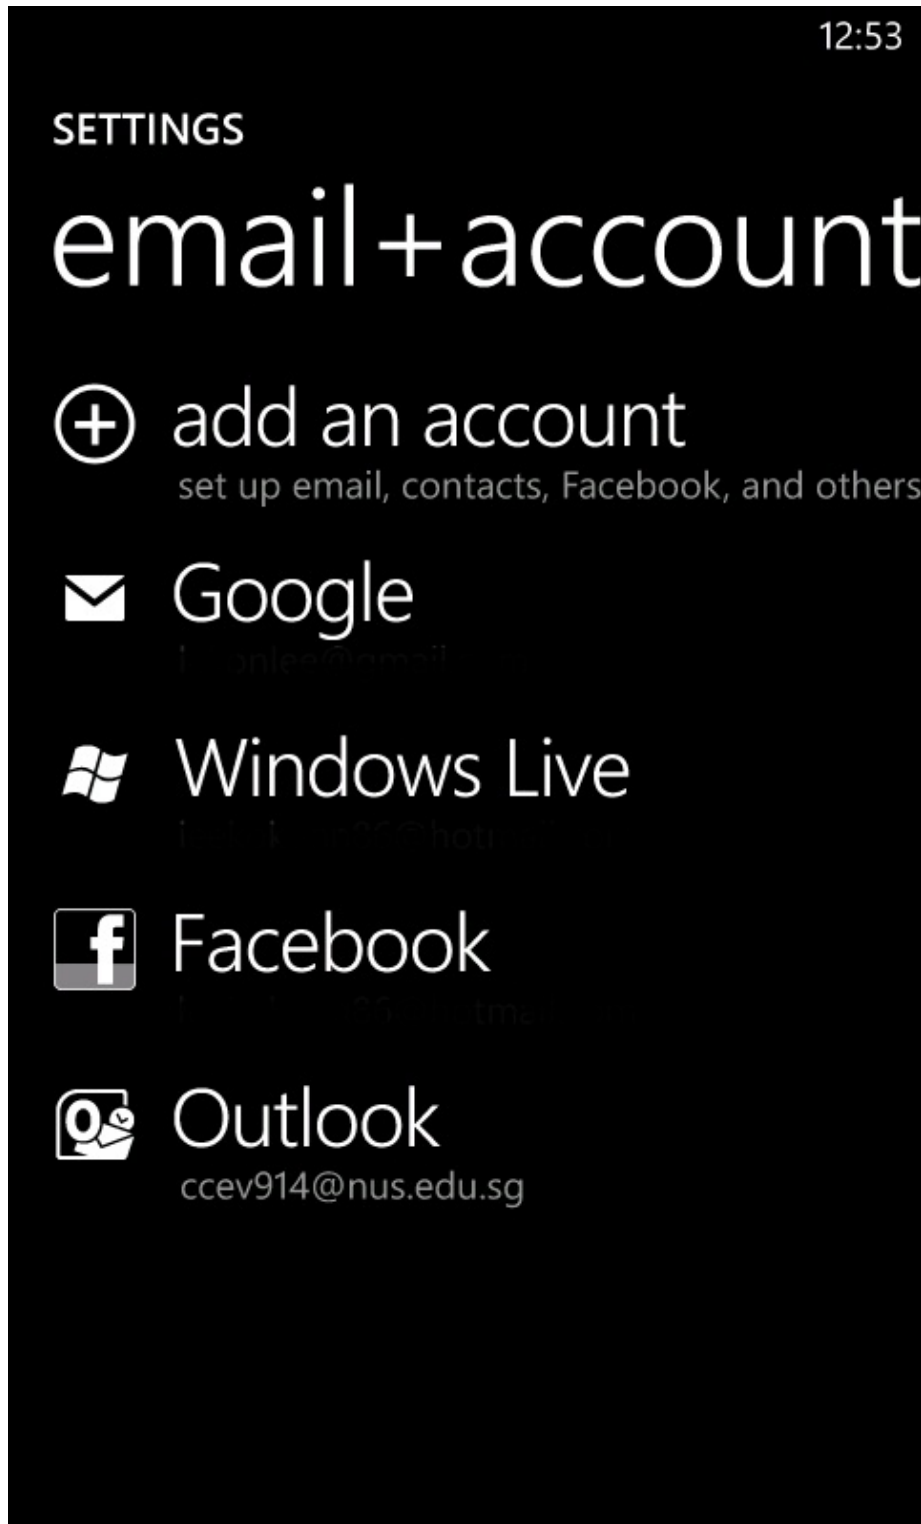 12:53
SETTINGS
email+account
add an account
set up email, contacts, Facebook, and others
Google
Windows Live
Facebook
Outlook
ccev914@nus.edu.sg